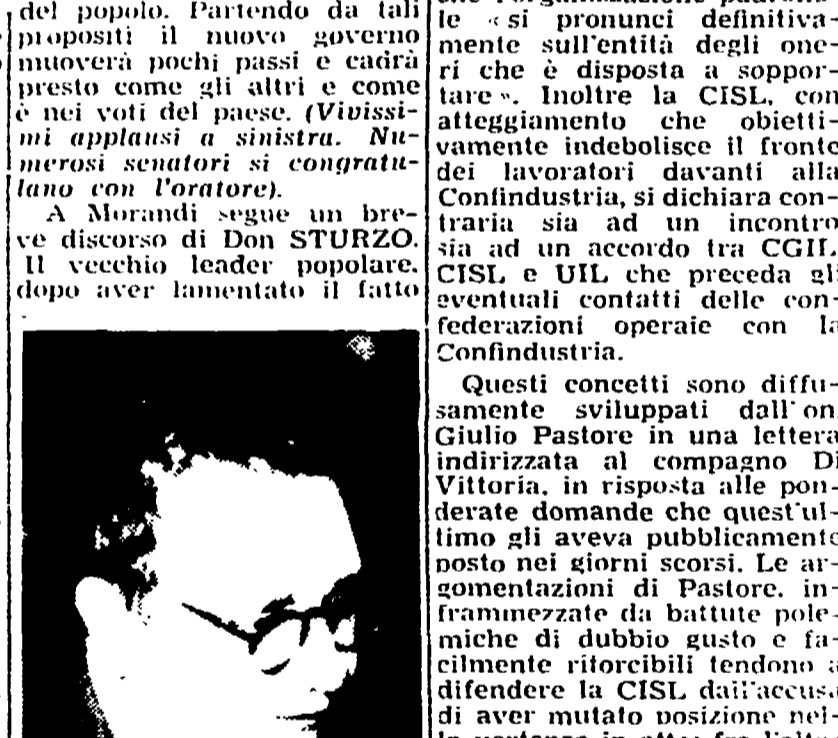 del popolo. Partendo da tali
propositi il nuovo governo
muoverà pochi passi e cadrà
presto come gli altri e come
è nei voti del paese. (Vivissi-
mi applausi a sinistra. Nu-
merosi senatori si congratu-
lano con l'oratore).
A Morandi segue un bre-
ve discorso di Don STURZO.
Il vecchio leader popolare.
dopo aver lamentato il fatto
le «si pronunci definitiva-
mente sull'entità degli one-
ri che è disposta a soppor-
tare». Inoltre la CISL, con
atteggiamento che obietti-
vamente indebolisce il fronte
dei lavoratori davanti alla
Confindustria, si dichiara con-
traria sia ad un incontro
sia ad un accordo tra CGIL,
CISL e UIL che preceda gli
eventuali contatti delle con-
federazioni operaie con la
Confindustria.
Questi concetti sono diffu-
samente sviluppati dall'on
Giulio Pastore in una lettera
indirizzata al compagno Di
Vittoria. in risposta alle pon-
derate domande che quest'ul-
timo gli aveva pubblicamente
posto nei giorni scorsi. Le ar-
gomentazioni di Pastore. in-
frammezzate da battute pole-
miche di dubbio gusto e fa-
cilmente ritorcibili tendono a
difendere la CISL dall'accusa
di aver mutato posizione nel-